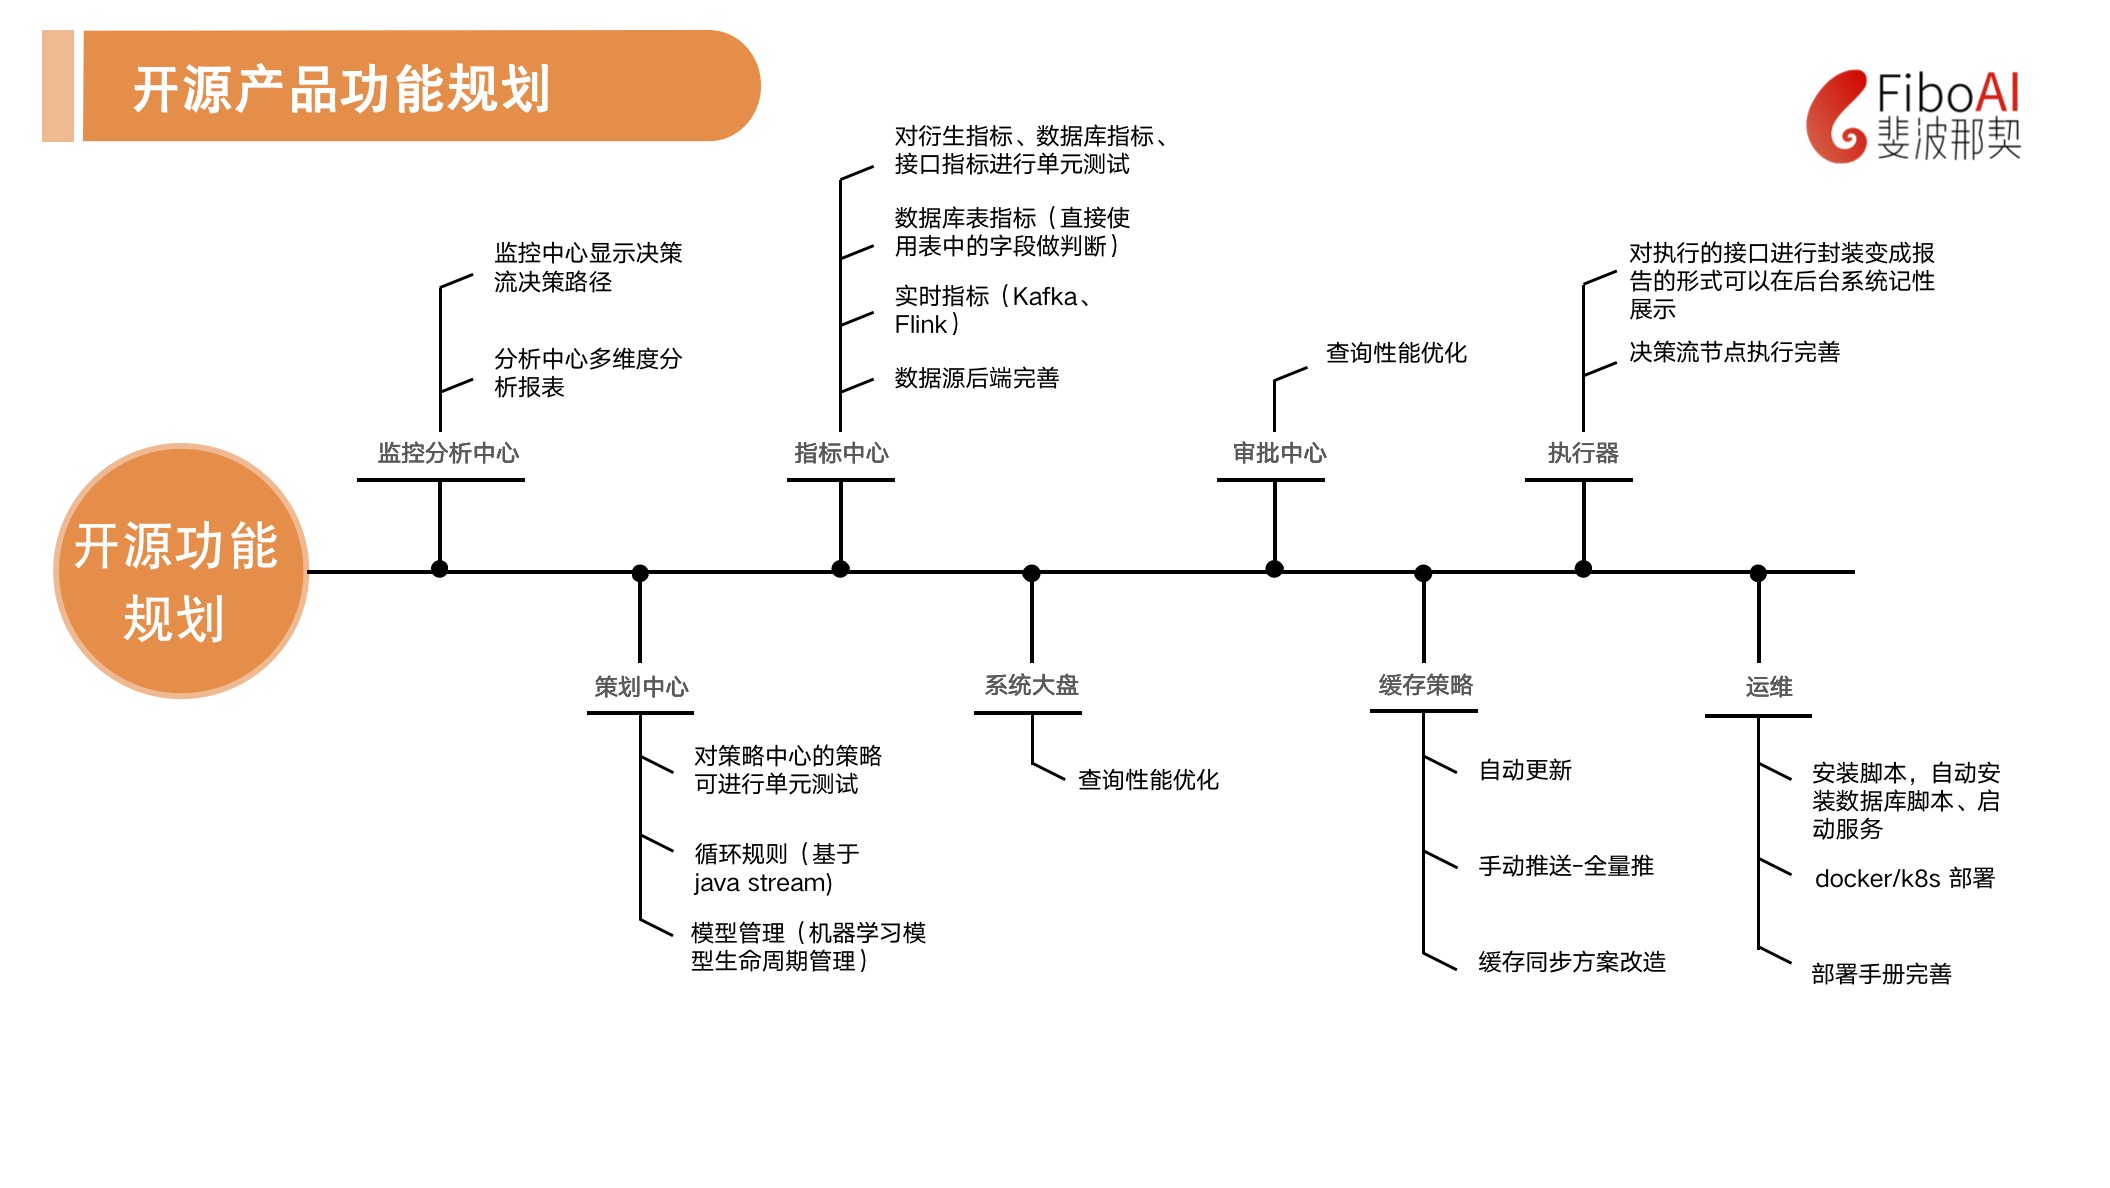 开源产品功能规划
FiboAI
斐波那契
监控中心显示决策
流决策路径
分析中心多维度分
析报表
监控分析中心
对衍生指标、数据库指标、
接口指标进行单元测试
数据库表指标（直接使
用表中的字段做判断）
实时指标（Kafka、
Flink）
数据源后端完善
指标中心
查询性能优化
审批中心
对执行的接口进行封装变成报
告的形式可以在后台系统记性
展示
决策流节点执行完善
执行器
开源功能
规划
策划中心
对策略中心的策略
可进行单元测试
循环规则（基于
java stream)
模型管理（机器学习模
型生命周期管理）
系统大盘
查询性能优化
缓存策略
自动更新
手动推送-全量推
缓存同步方案改造
运维
安装脚本，自动安
装数据库脚本、启
动服务
docker/k8s 部署
部署手册完善